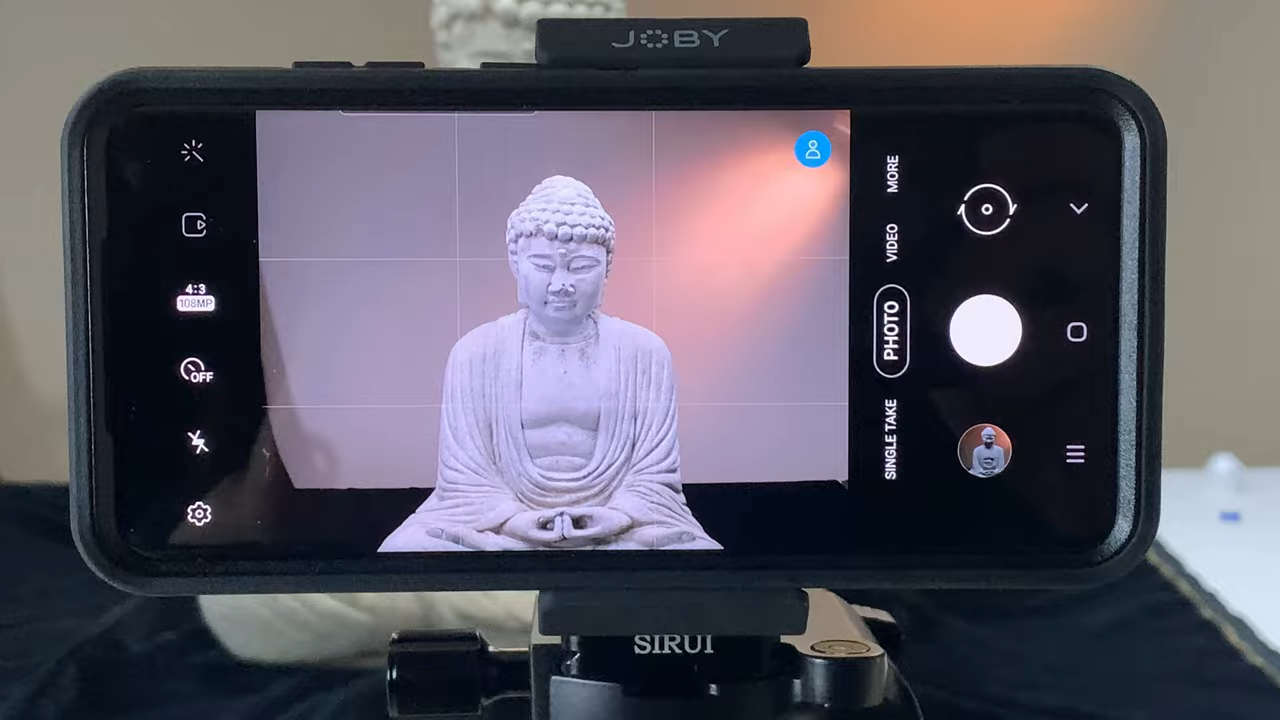 JOBY
4:3
108MP
OFF
MORE
VIDEO
PHOTO
SINGLE TAKE
SIRUI